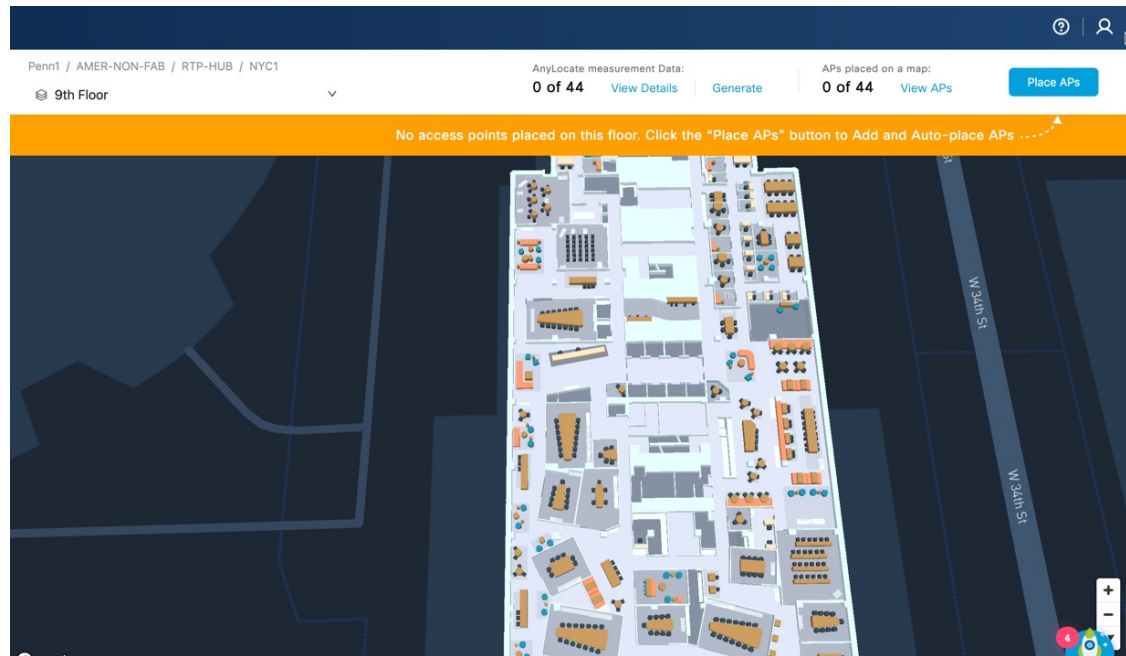 Penn1 / AMER-NON-FAB / RTP-HUB / NYC1
9th Floor
AnyLocate measurement Data:
0 of 44 View Details Generate
APs placed on a map:
0 of 44 View APs
Place APs
No access points placed on this floor. Click the “Place APs” button to Add and Auto-place APs
St
W 34th St
W 34th St
+
−
4